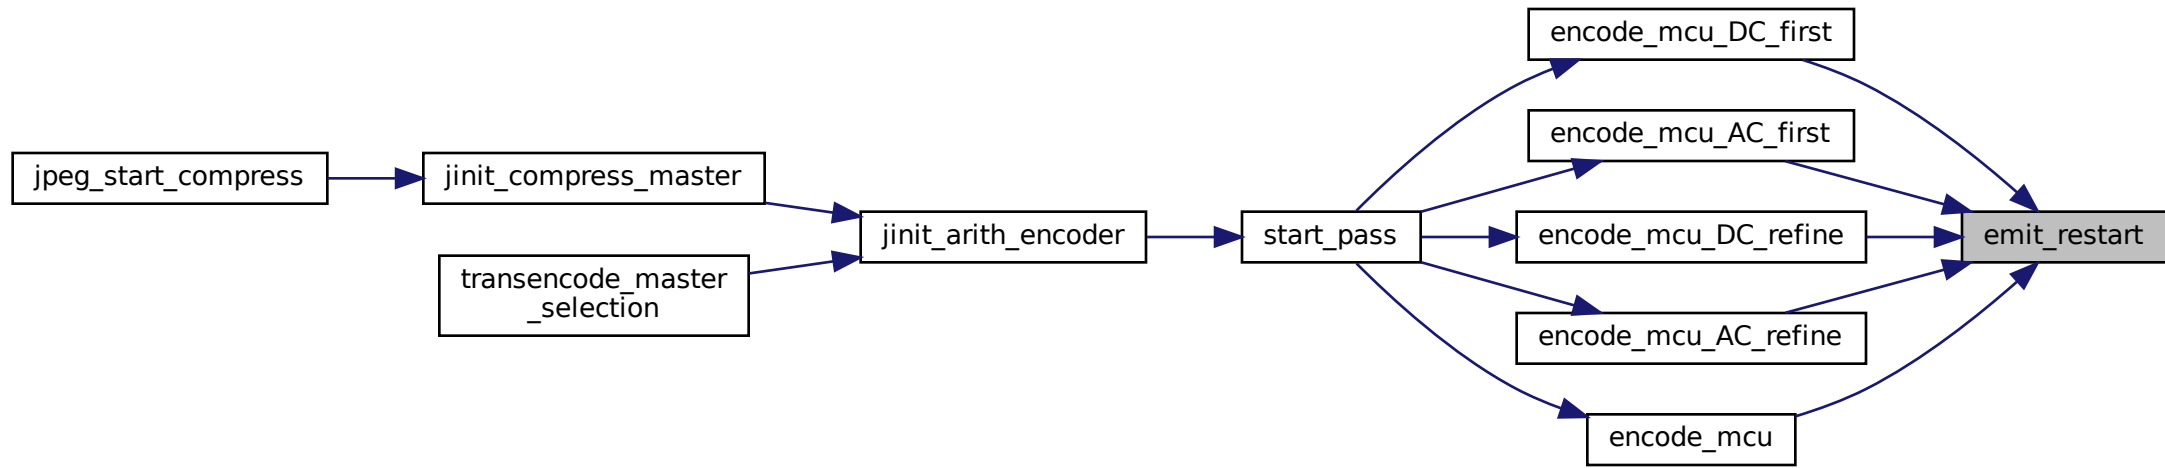 encode_mcu_DC_first
encode_mcu_AC_first
jpeg_start_compress
jinit_compress_master
jinit_arith_encoder
start_pass
encode_mcu_DC_refine
emit_restart
transencode_master
_selection
encode_mcu_AC_refine
encode_mcu